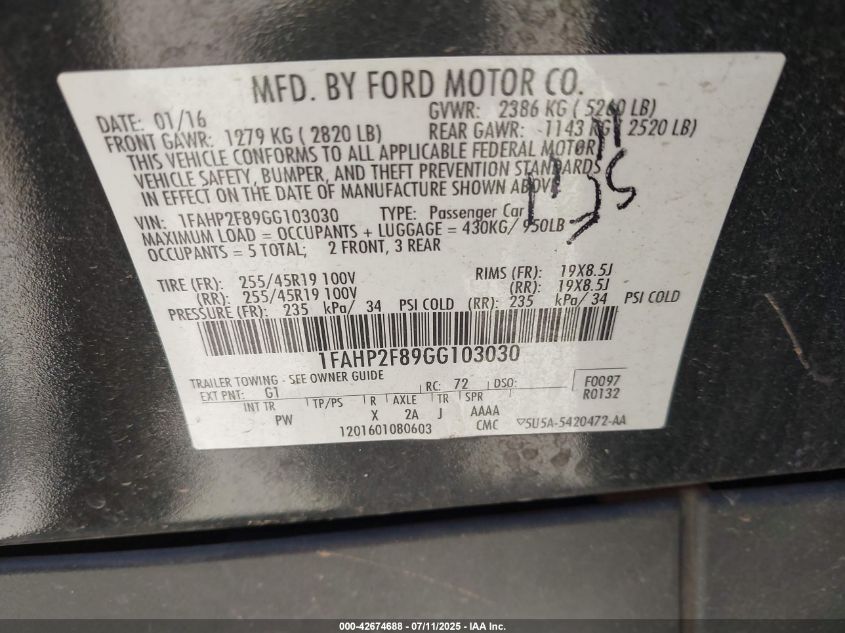 MFD. BY FORD MOTOR CO.
DATE: 01/16 GVWR: 2386 KG ( 5260 LB)
FRONT GAWR: 1279 KG ( 2820 LB) REAR GAWR: 1143 KG ( 2520 LB)
THIS VEHICLE CONFORMS TO ALL APPLICABLE FEDERAL MOTOR
VEHICLE SAFETY, BUMPER, AND THEFT PREVENTION STANDARDS
IN EFFECT ON THE DATE OF MANUFACTURE SHOWN ABOVE.
VIN: 1FAHP2F89GG103030 TYPE: Passenger Car
MAXIMUM LOAD = OCCUPANTS + LUGGAGE = 430KG/ 950LB
OCCUPANTS = 5 TOTAL; 2 FRONT, 3 REAR
TIRE (FR): 255/45R19 100V RIMS (FR): 19X8.5J
(RR): 255/45R19 100V (RR): 19X8.5J
PRESSURE (FR): 235 kPa/ 34 PSI COLD (RR): 235 kPa/ 34 PSI COLD
1FAHP2F89GG103030
TRAILER TOWING - SEE OWNER GUIDE
EXT PNT: G1 RC: 72 DSO: F0097
R0132
INT TR TP/PS R AXLE TR SPR
PW X 2A J AAAA
1201601080603 CMC ▽5U5A-5420472-AA
000-42674688 - 07/11/2025 - IAA Inc.